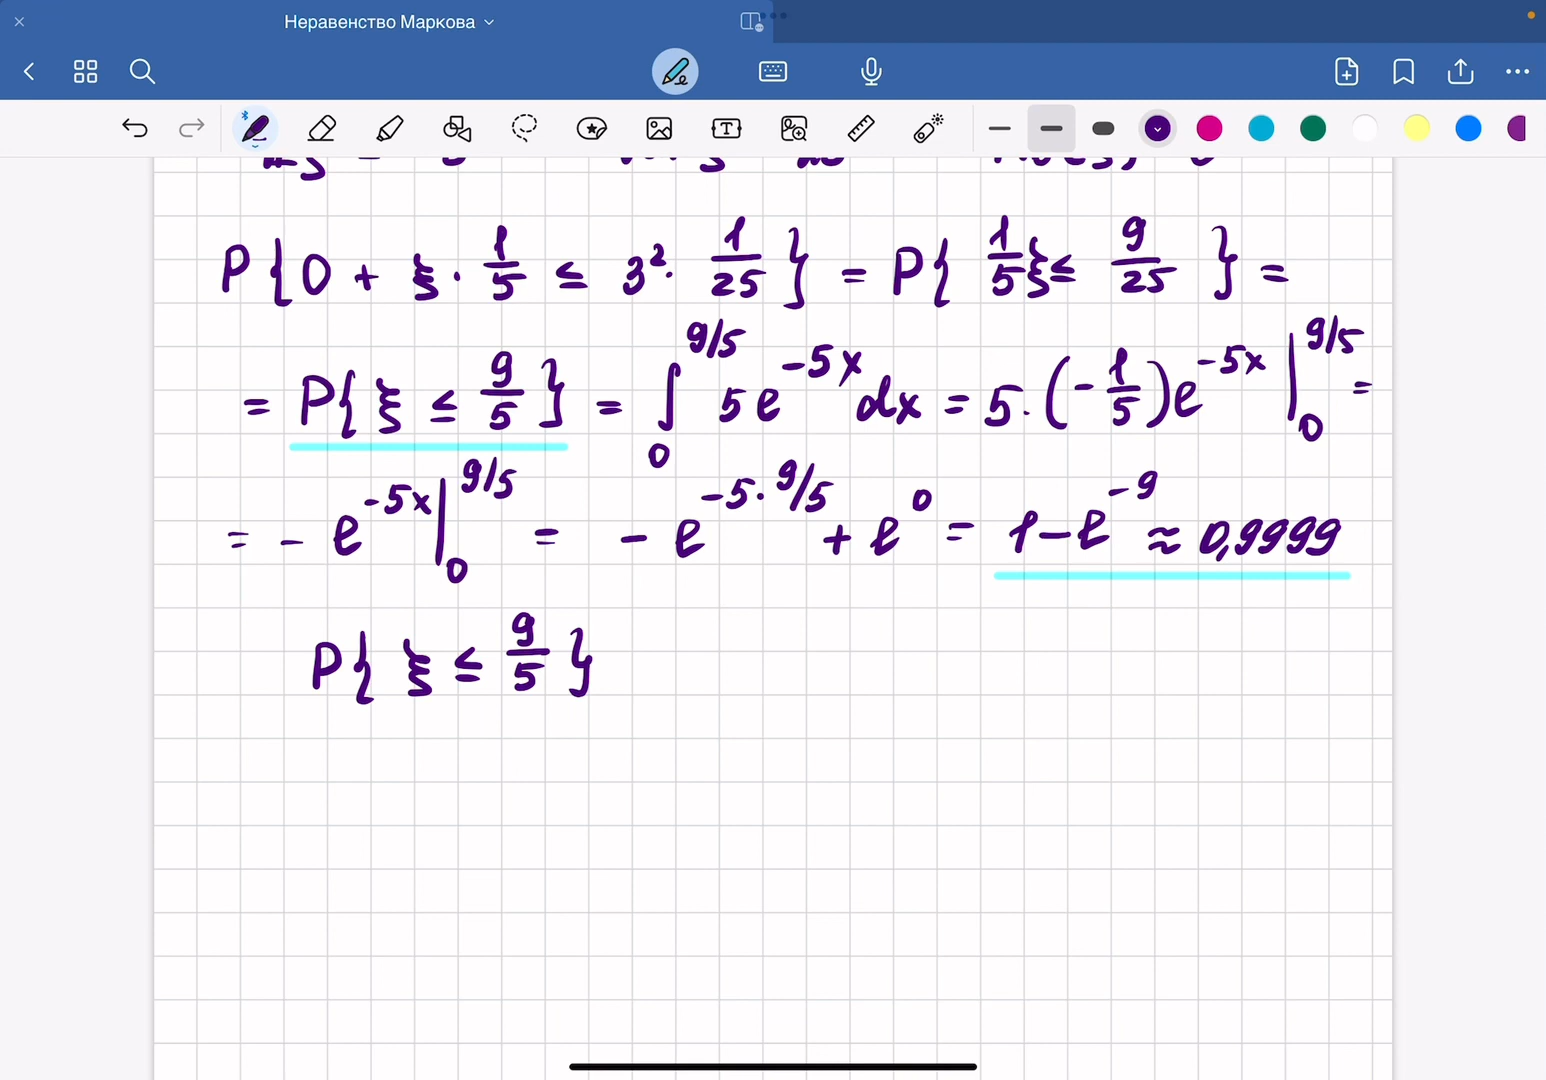 Неравенство Маркова
P{0 + ξ · 1/5 ≤ 3² · 1/25} = P{1/5 ξ ≤ 9/25} =
= P{ξ ≤ 9/5} = ∫₀^{9/5} 5e^{-5x}dx = 5·(-1/5)e^{-5x}|₀^{9/5} =
= - e^{-5x}|₀^{9/5} = - e^{-5·9/5} + e^0 = 1-e^{-9} ≈ 0,9999
P{ξ ≤ 9/5}